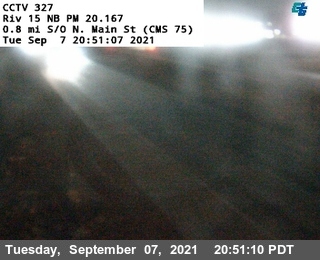 CCTV 327
Riv 15 NB PM 20.167
0.8 mi S/O N. Main St (CMS 75)
Tue Sep 7 20:51:07 2021
Tuesday, September 07, 2021 20:51:10 PDT